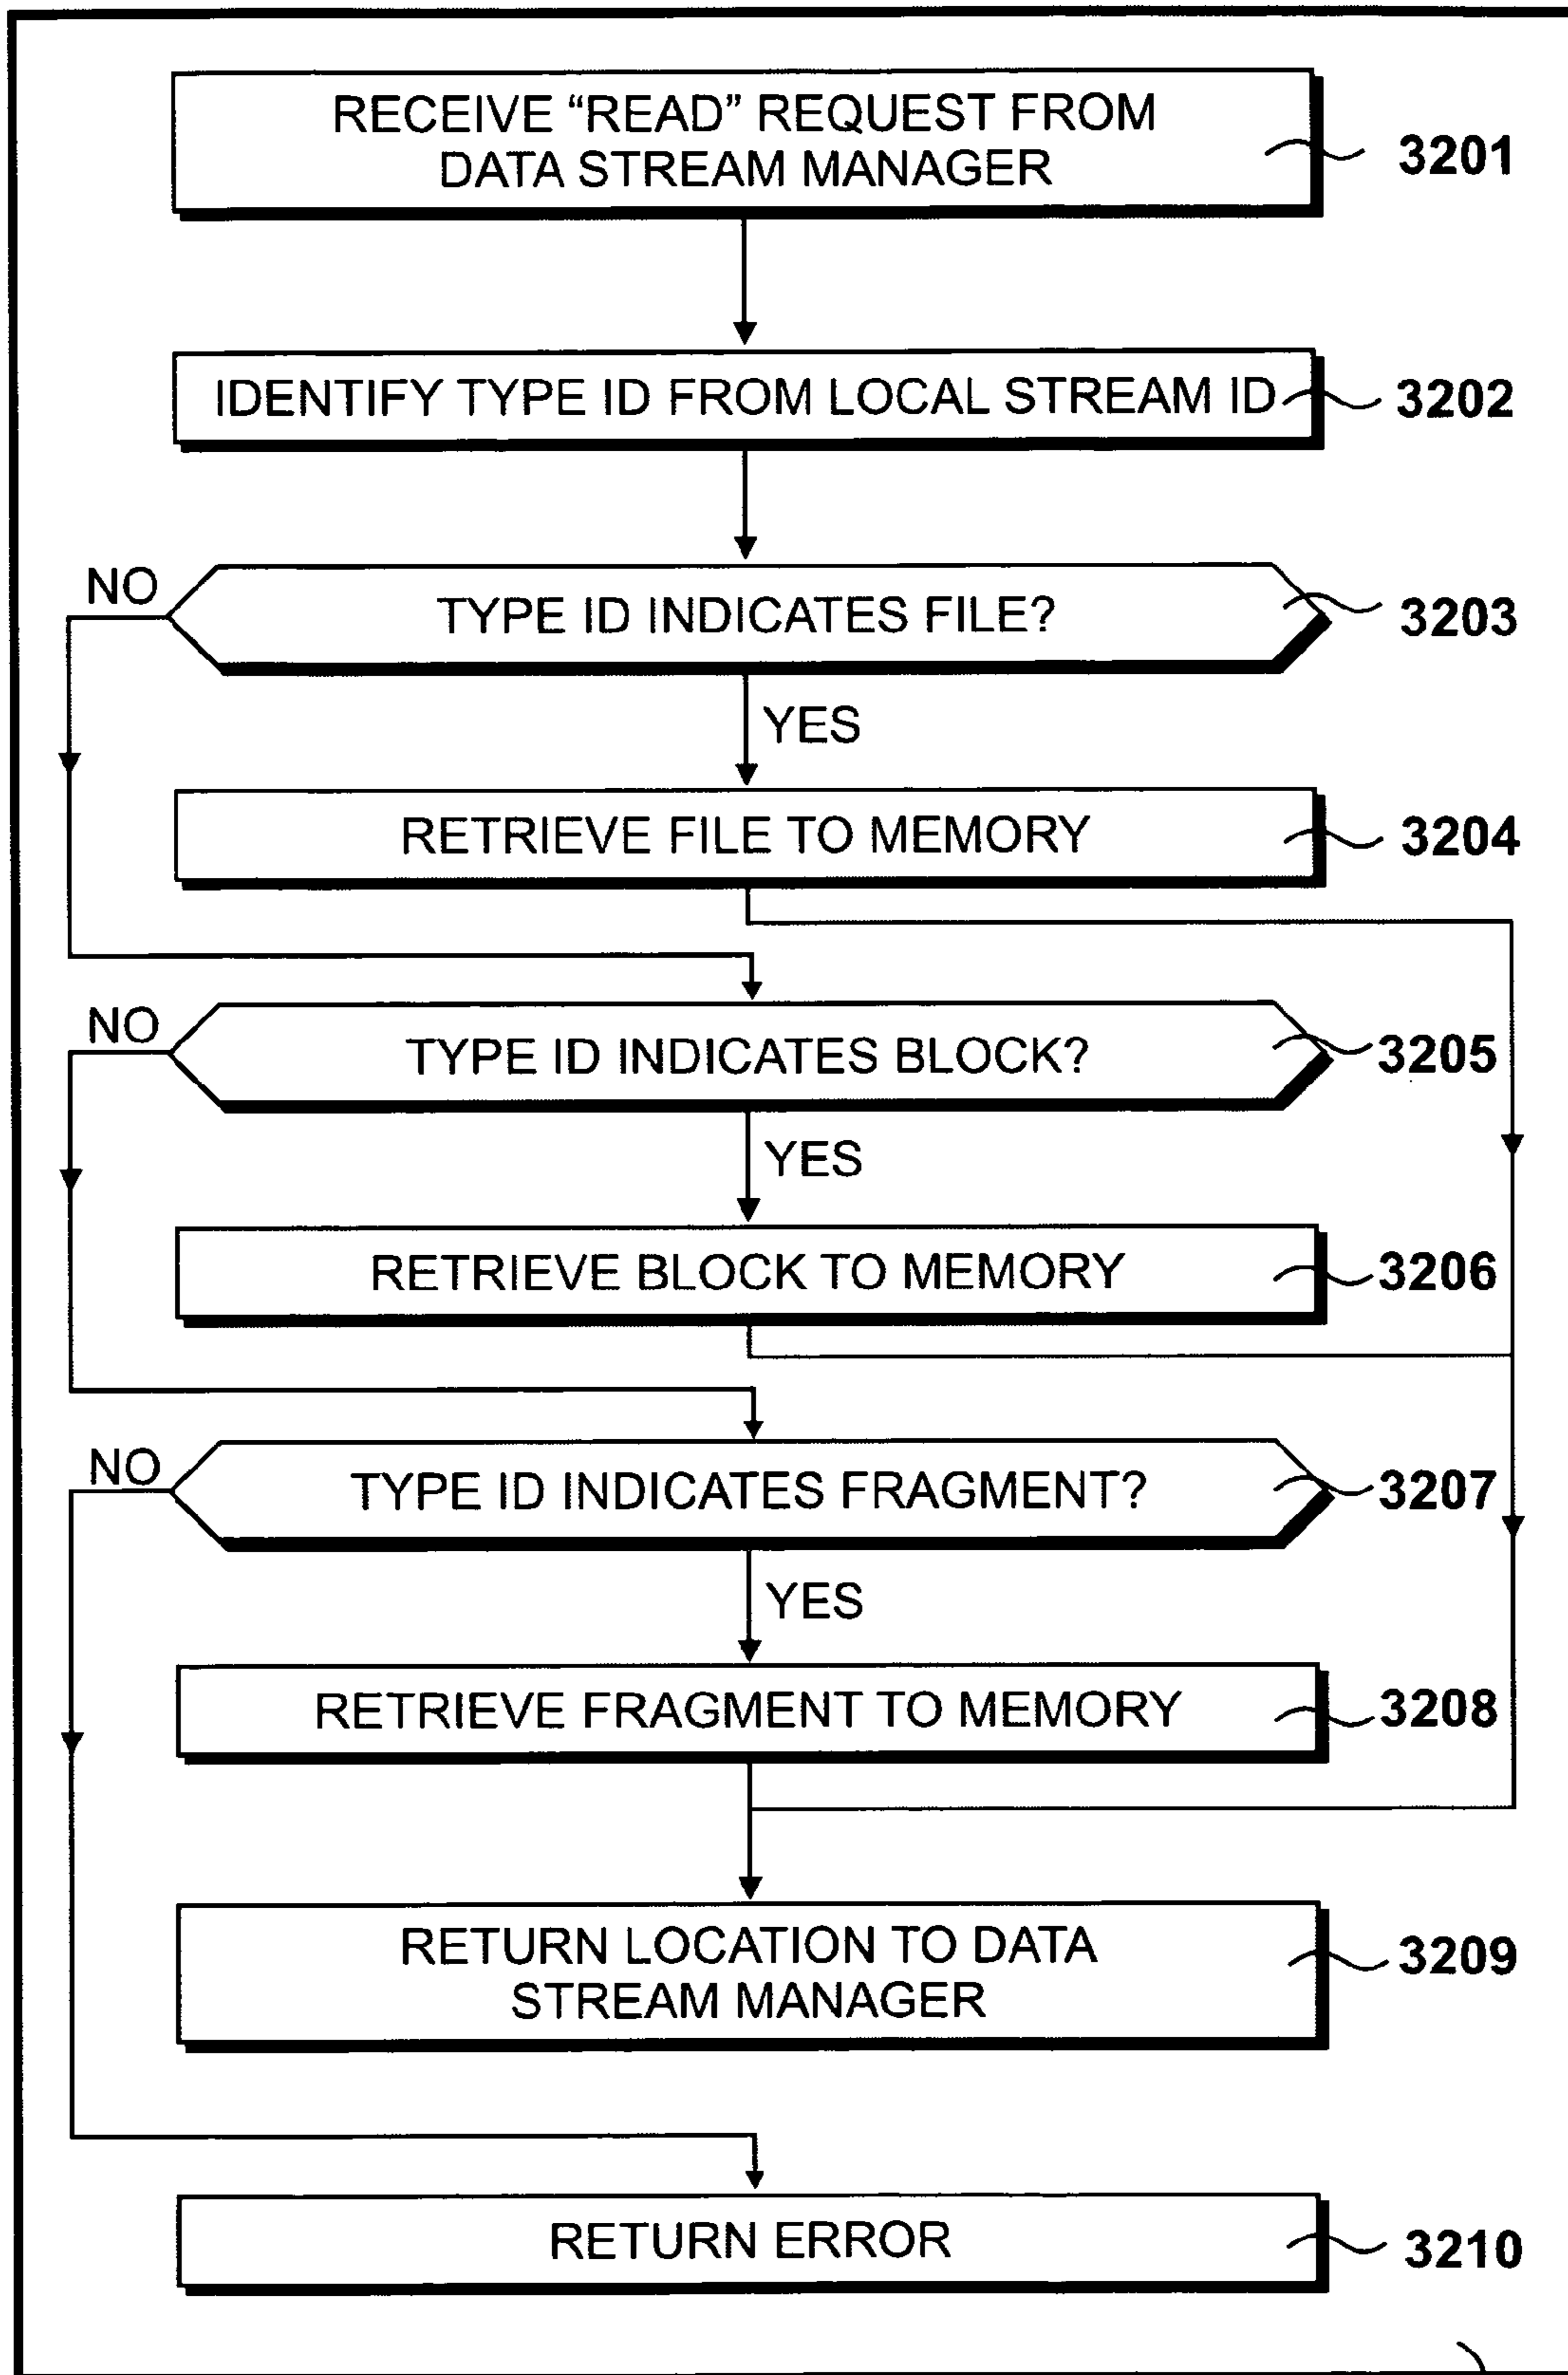 RECEIVE “READ” REQUEST FROM
DATA STREAM MANAGER
3201
IDENTIFY TYPE ID FROM LOCAL STREAM ID
3202
NO
TYPE ID INDICATES FILE?
3203
YES
RETRIEVE FILE TO MEMORY
3204
NO
TYPE ID INDICATES BLOCK?
3205
YES
RETRIEVE BLOCK TO MEMORY
3206
NO
TYPE ID INDICATES FRAGMENT?
3207
YES
RETRIEVE FRAGMENT TO MEMORY
3208
RETURN LOCATION TO DATA
STREAM MANAGER
3209
RETURN ERROR
3210